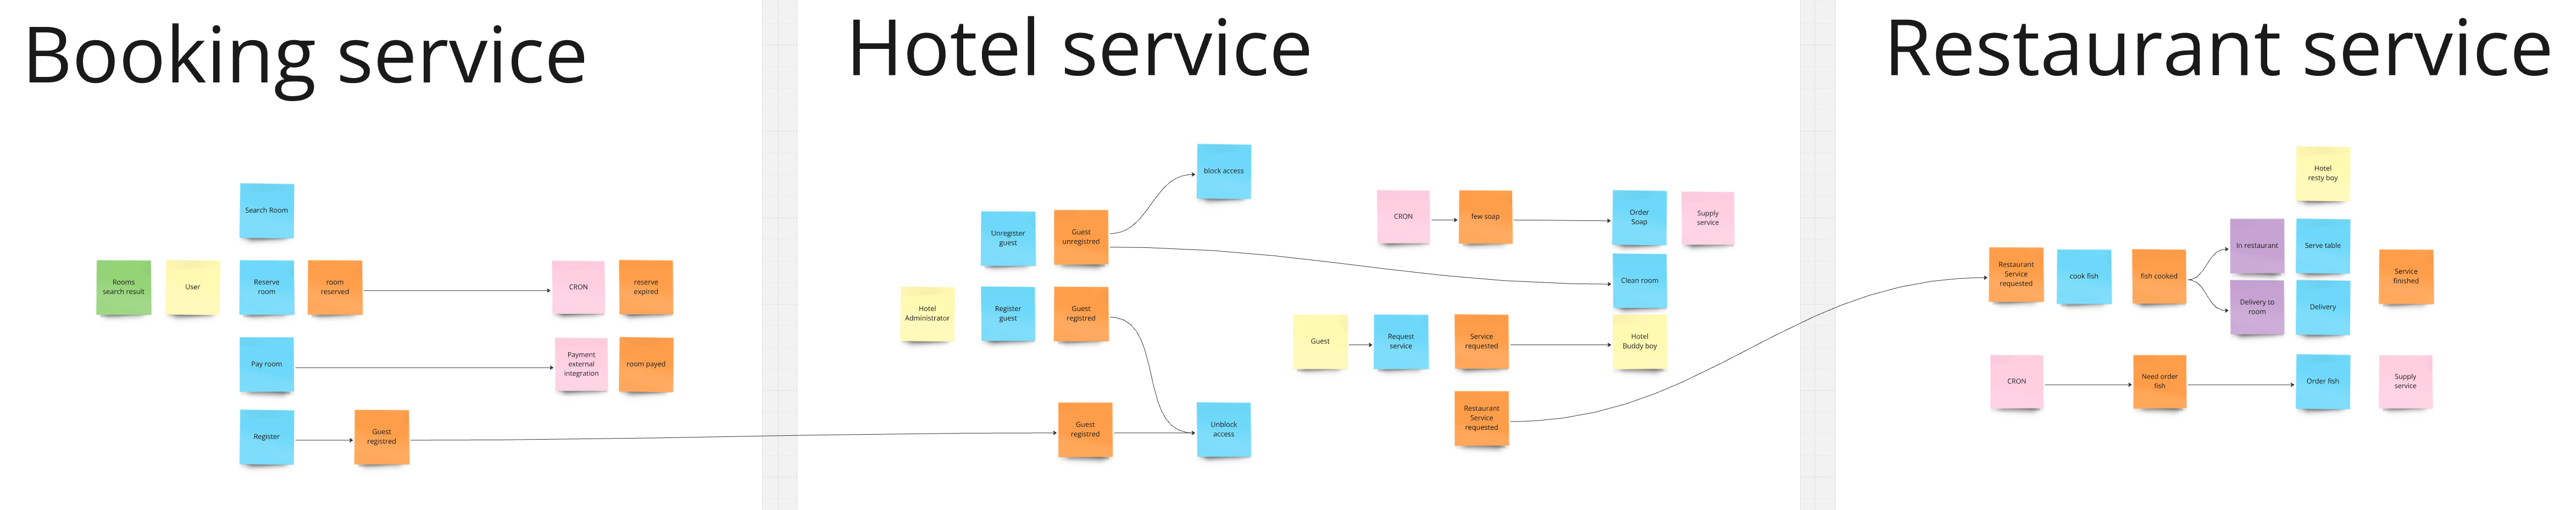 Booking service
Search Room
Rooms
search result
User
Reserve
room
room
reserved
CRON
reserve
expired
Pay room
Payment
external
integration
room payed
Register
Guest
registred
Hotel service
block access
Unregister
guest
Guest
unregistred
CRON
few soap
Order
Soap
Supply
service
Clean room
Hotel
Administrator
Register
guest
Guest
registred
Guest
Request
service
Service
requested
Hotel
Buddy boy
Guest
registred
Unblock
access
Restaurant
Service
requested
Restaurant service
Hotel
resty boy
Restaurant
Service
requested
cook fish
fish cooked
In restaurant
Serve table
Delivery to
room
Delivery
Service
finished
CRON
Need order
fish
Order fish
Supply
service